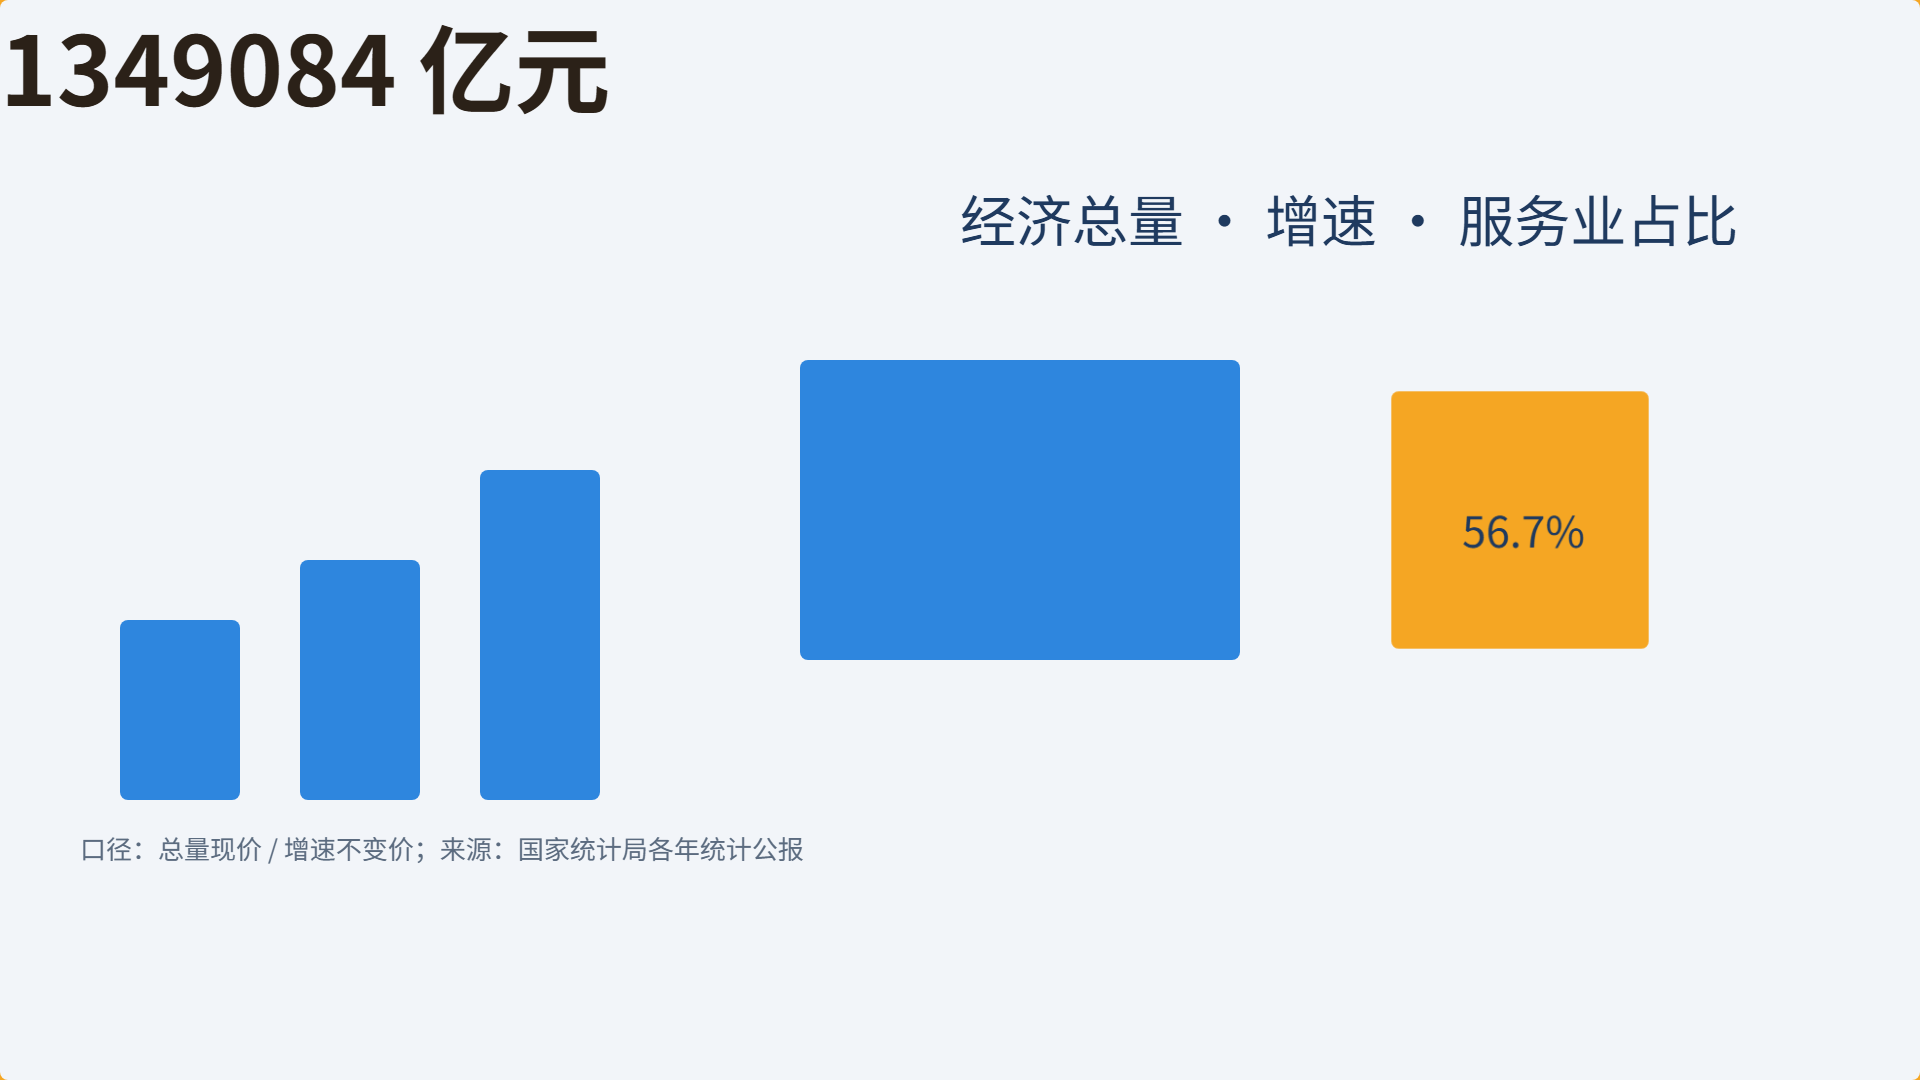 1349084 亿元
经济总量 · 增速 · 服务业占比
56.7%
口径：总量现价 / 增速不变价；来源：国家统计局各年统计公报